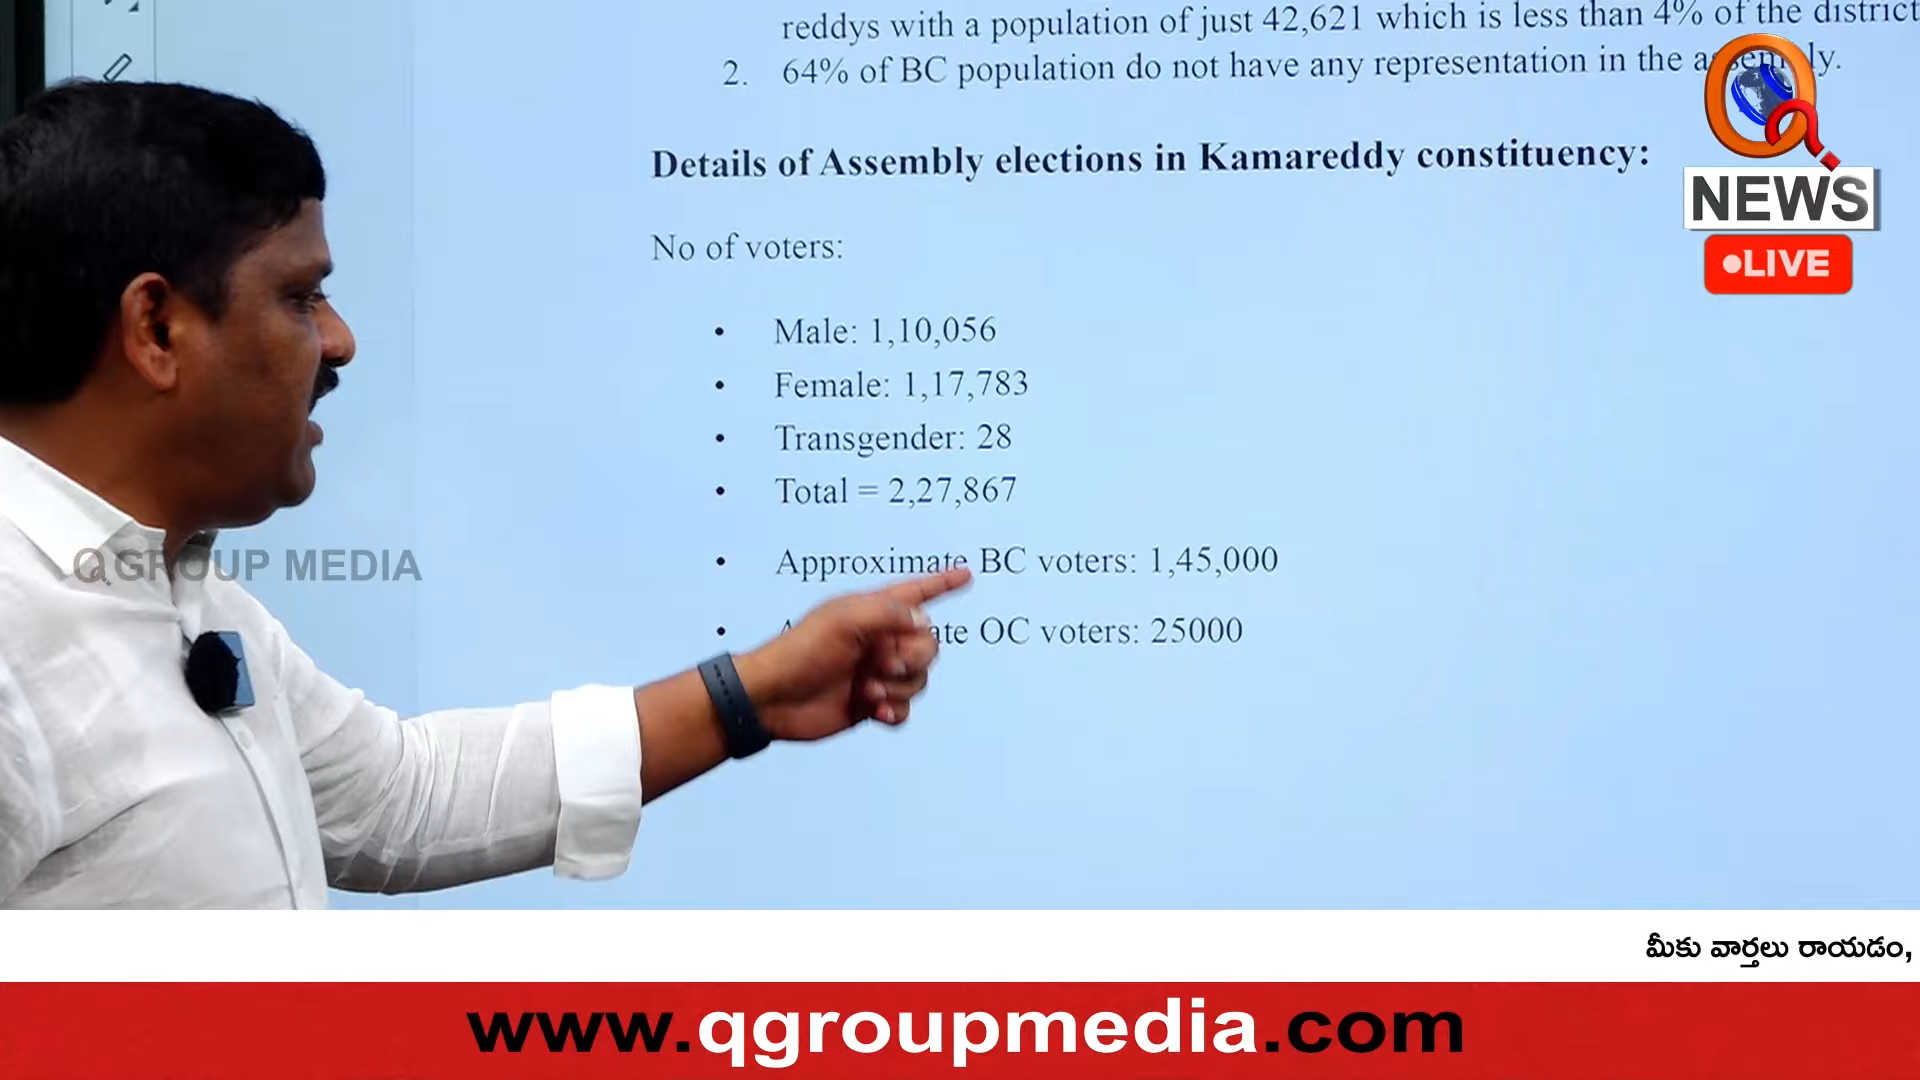 reddys with a population of just 42,621 which is less than 4% of the district
2. 64% of BC population do not have any representation in the
Details of Assembly elections in Kamareddy constituency:
No of voters:
• Male: 1,10,056
• Female: 1,17,783
• Transgender: 28
• Total = 2,27,867
• Approximate BC voters: 1,45,000
• OC voters: 25000
Q NEWS
LIVE
Q GROUP MEDIA
మీకు వార్తలు రాయడం,
www.qgroupmedia.com